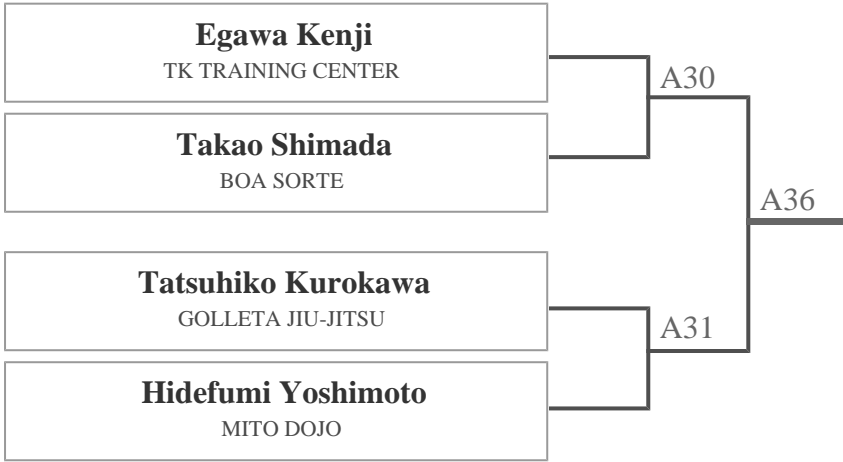 Egawa Kenji
TK TRAINING CENTER
A30
Takao Shimada
BOA SORTE
A36
Tatsuhiko Kurokawa
GOLLETA JIU-JITSU
A31
Hidefumi Yoshimoto
MITO DOJO